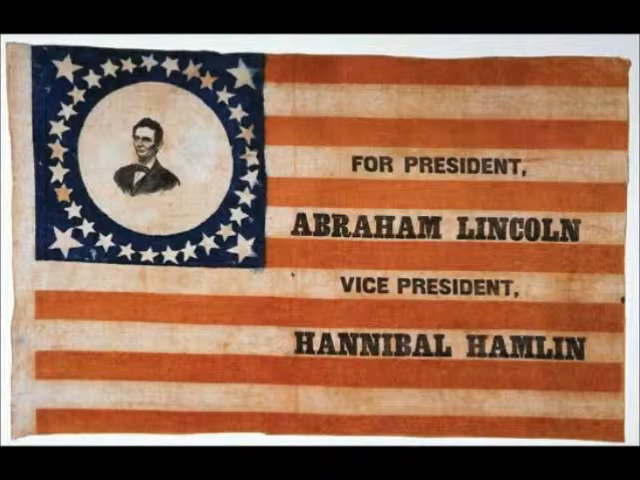 FOR PRESIDENT,
ABRAHAM LINCOLN
VICE PRESIDENT,
HANNIBAL HAMLIN